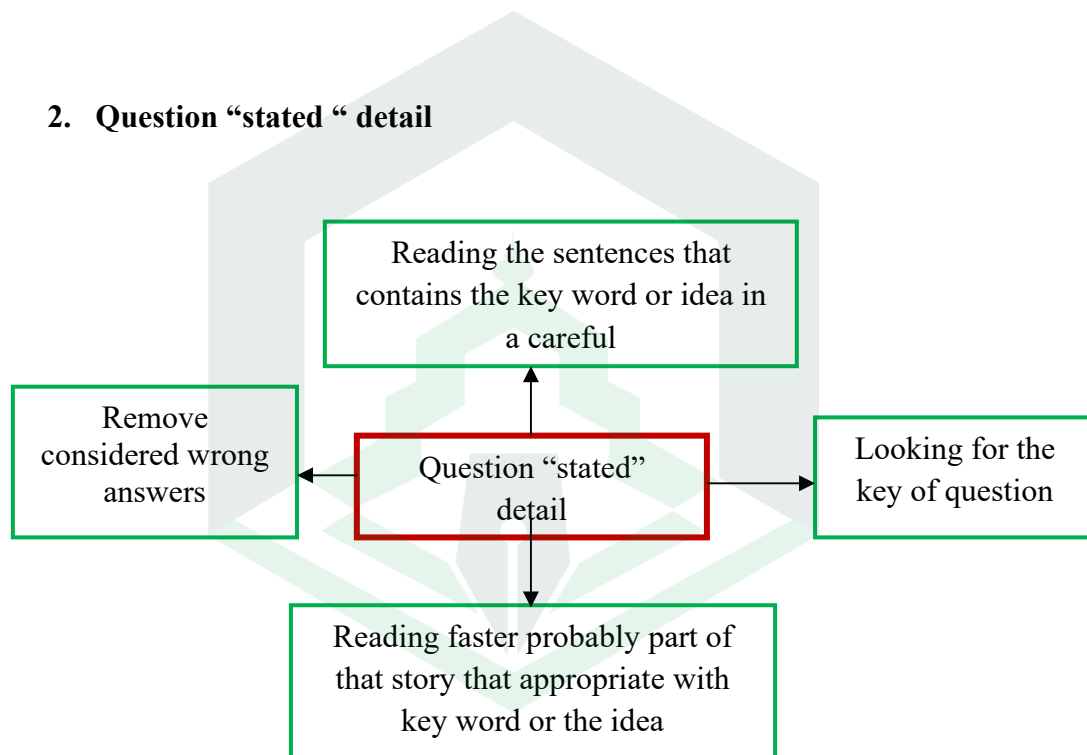 2. Question “stated “ detail
Reading the sentences that
contains the key word or idea in
a careful
Remove
considered wrong
answers
Question “stated”
detail
Looking for the
key of question
Reading faster probably part of
that story that appropriate with
key word or the idea